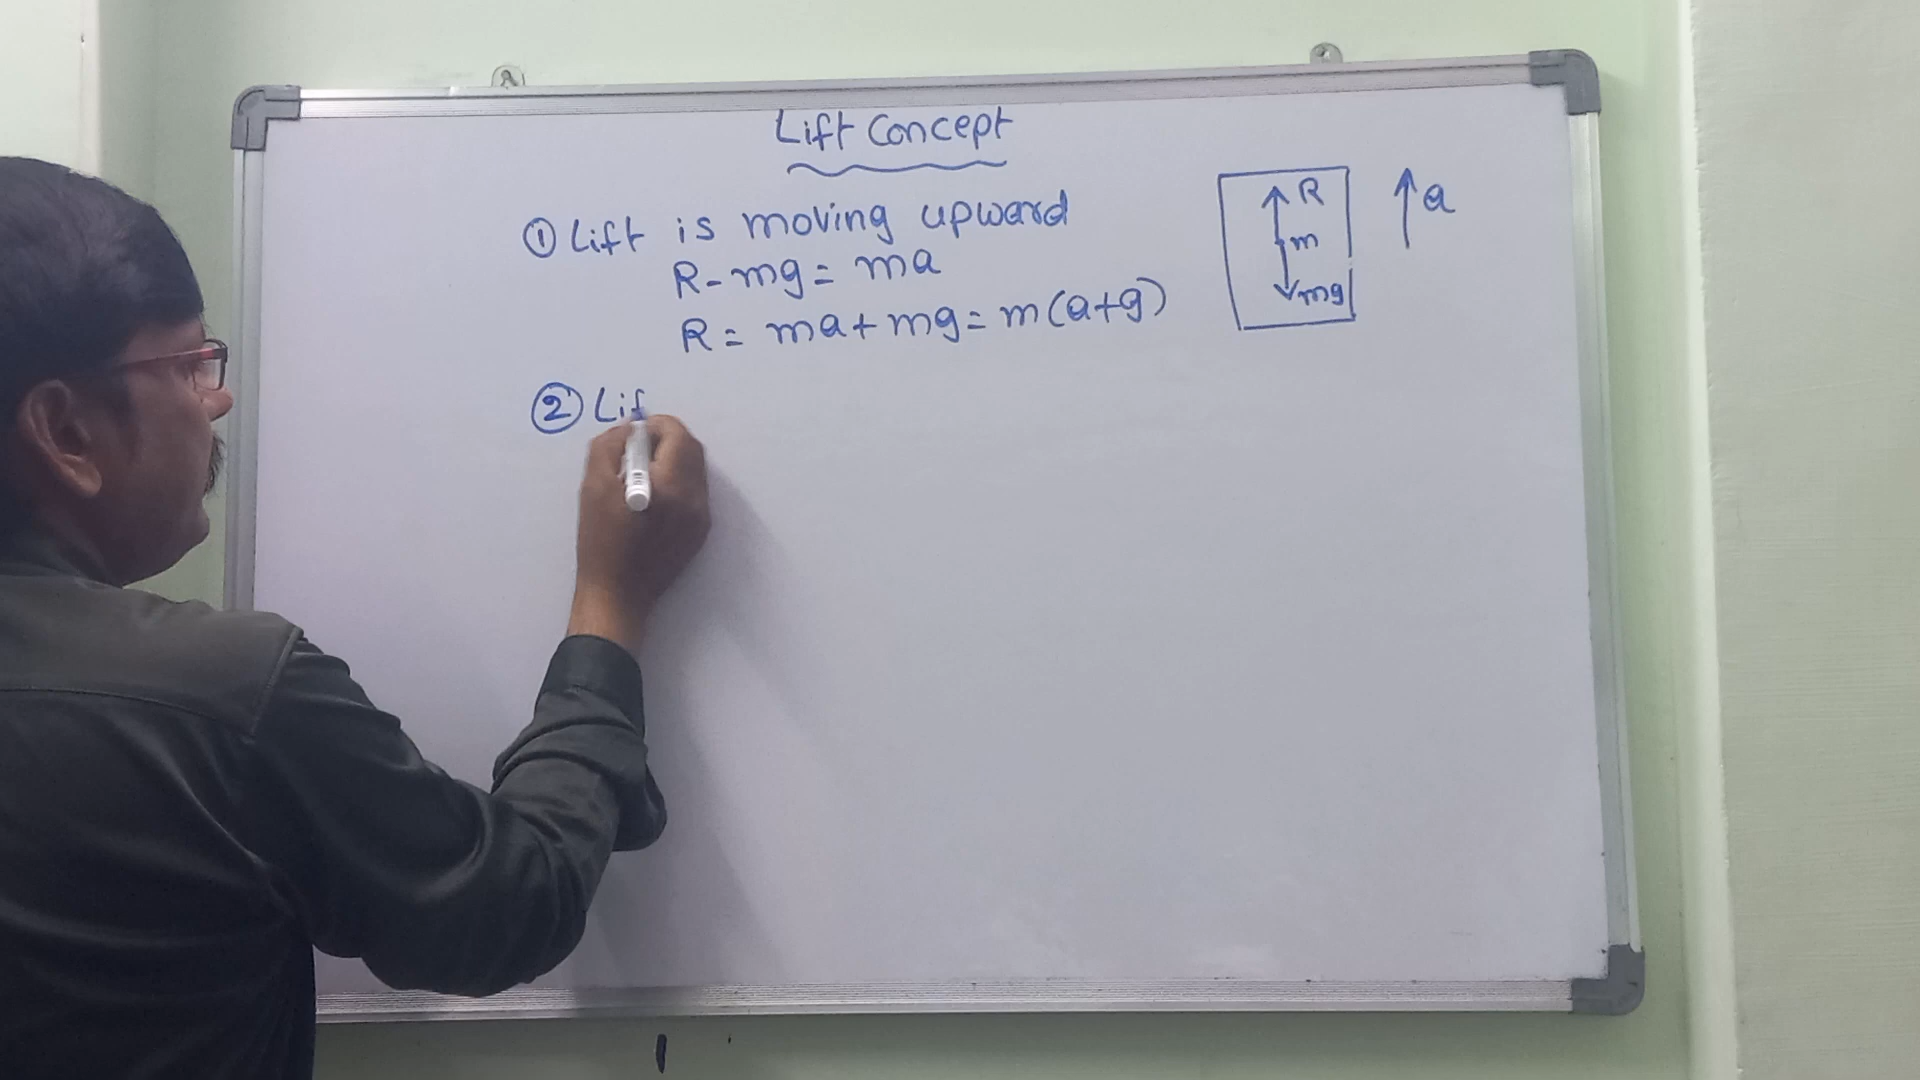 Lift Concept
① Lift is moving upward
R - mg = ma
R = ma + mg = m(a+g)
R
m
mg
a
② Lif